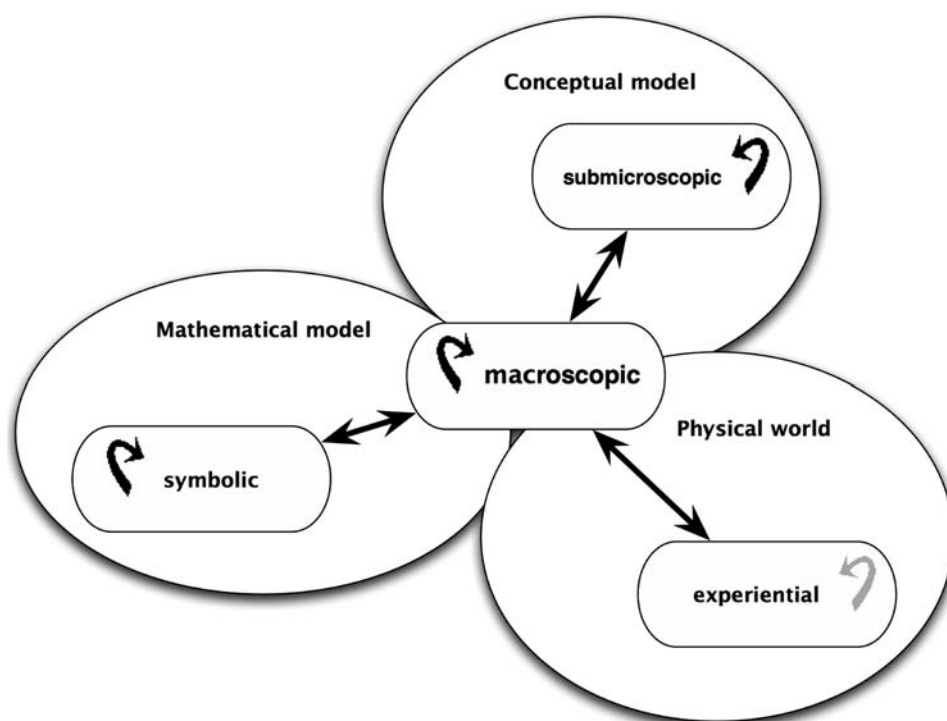 Conceptual model
submicroscopic
Mathematical model
macroscopic
Physical world
symbolic
experiential